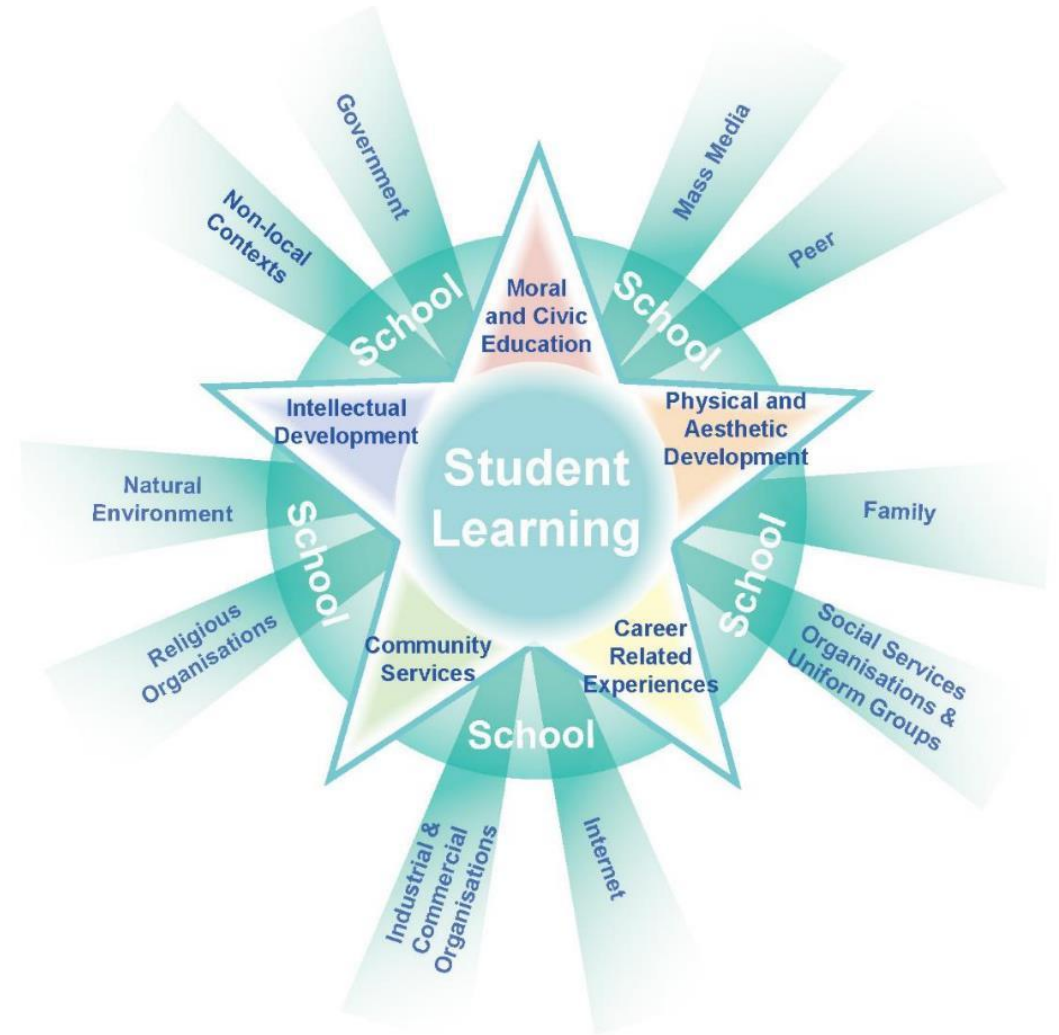 Government
Mass Media
Non-local
Contexts
Peer
School
School
Moral
and Civic
Education
Intellectual
Development
Physical and
Aesthetic
Development
Student
Learning
Natural
Environment
Family
School
School
Religious
Organisations
Community
Services
Career
Related
Experiences
Social Services
Organisations &
Uniform Groups
School
Industrial &
Commercial
Organisations
Internet